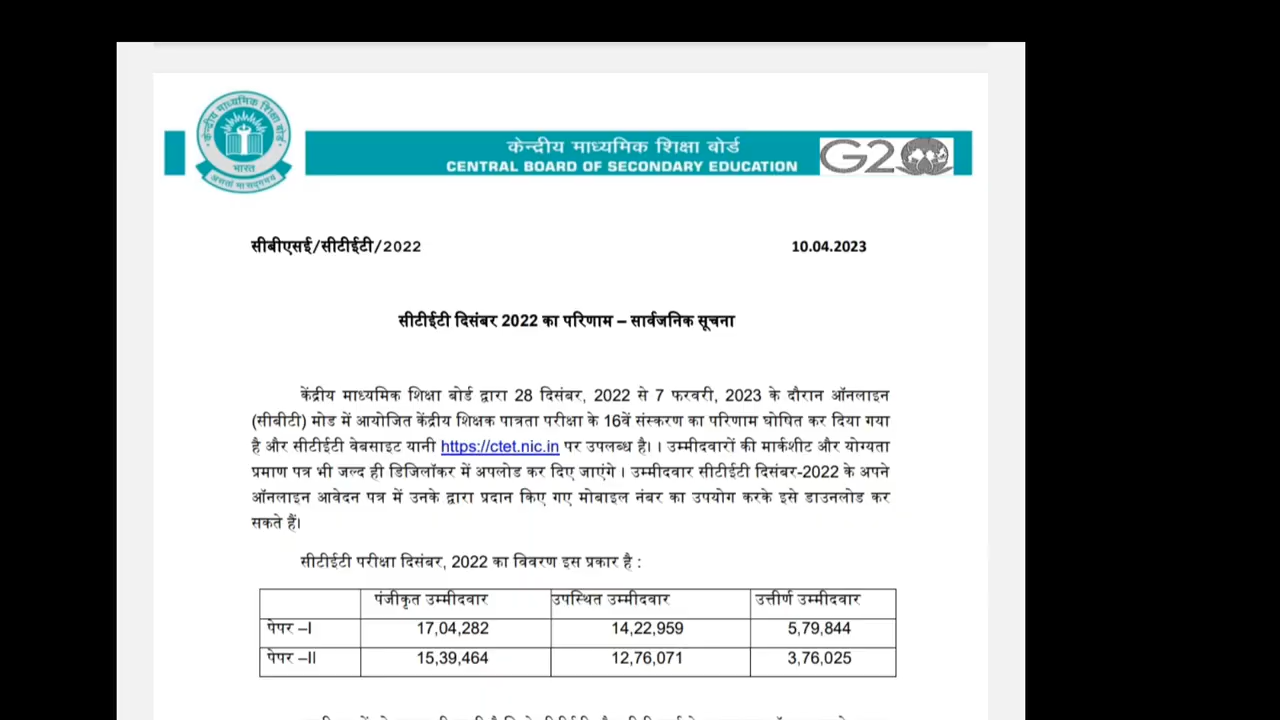 केन्द्रीय माध्यमिक शिक्षा बोर्ड
भारत
असतो मा सद्गमय
केन्द्रीय माध्यमिक शिक्षा बोर्ड
CENTRAL BOARD OF SECONDARY EDUCATION
G20
सीबीएसई/सीटीईटी/2022 10.04.2023
सीटीईटी दिसंबर 2022 का परिणाम – सार्वजनिक सूचना
केंद्रीय माध्यमिक शिक्षा बोर्ड द्वारा 28 दिसंबर, 2022 से 7 फरवरी, 2023 के दौरान ऑनलाइन
(सीबीटी) मोड में आयोजित केंद्रीय शिक्षक पात्रता परीक्षा के 16वें संस्करण का परिणाम घोषित कर दिया गया
है और सीटीईटी वेबसाइट यानी https://ctet.nic.in पर उपलब्ध है। । उम्मीदवारों की मार्कशीट और योग्यता
प्रमाण पत्र भी जल्द ही डिजिलॉकर में अपलोड कर दिए जाएंगे । उम्मीदवार सीटीईटी दिसंबर-2022 के अपने
ऑनलाइन आवेदन पत्र में उनके द्वारा प्रदान किए गए मोबाइल नंबर का उपयोग करके इसे डाउनलोड कर
सकते हैं।
सीटीईटी परीक्षा दिसंबर, 2022 का विवरण इस प्रकार है :
पंजीकृत उम्मीदवार उपस्थित उम्मीदवार उत्तीर्ण उम्मीदवार
पेपर –I 17,04,282 14,22,959 5,79,844
पेपर –II 15,39,464 12,76,071 3,76,025